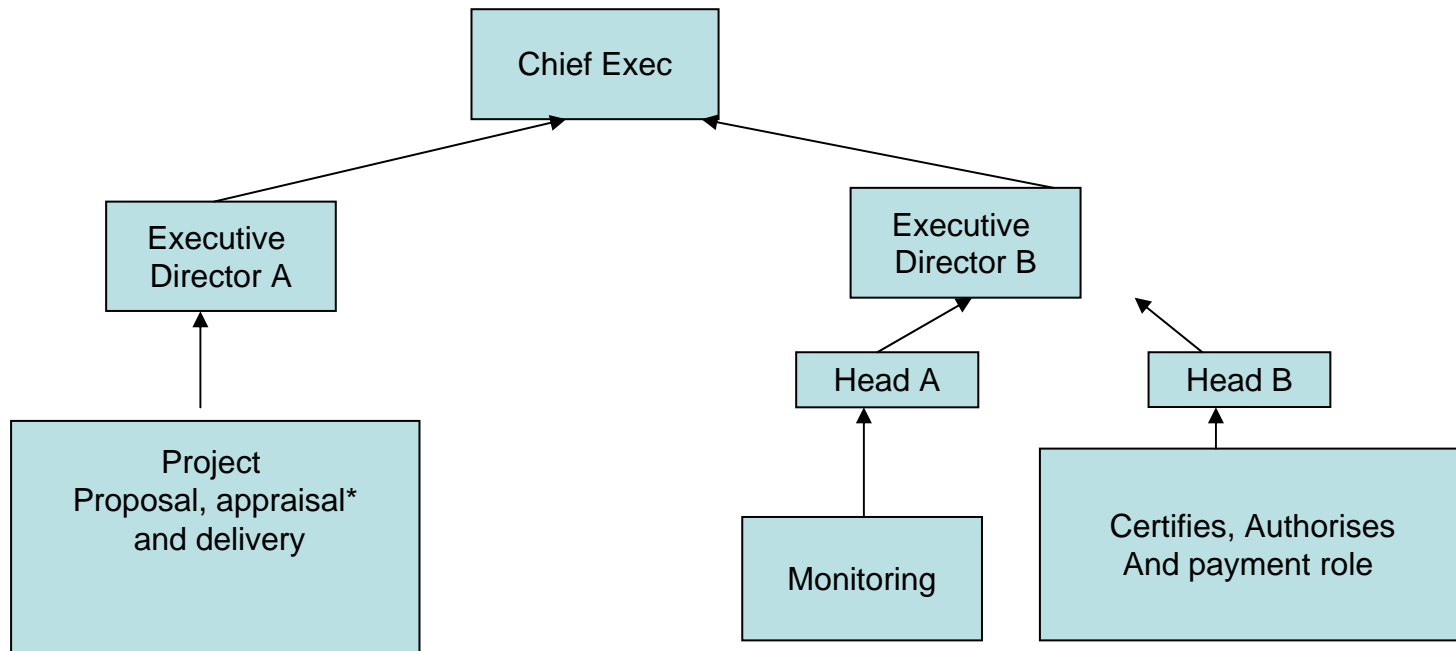 Chief Exec
Executive
Director A
Executive
Director B
Head A
Head B
Project
Proposal, appraisal*
and delivery
Monitoring
Certifies, Authorises
And payment role